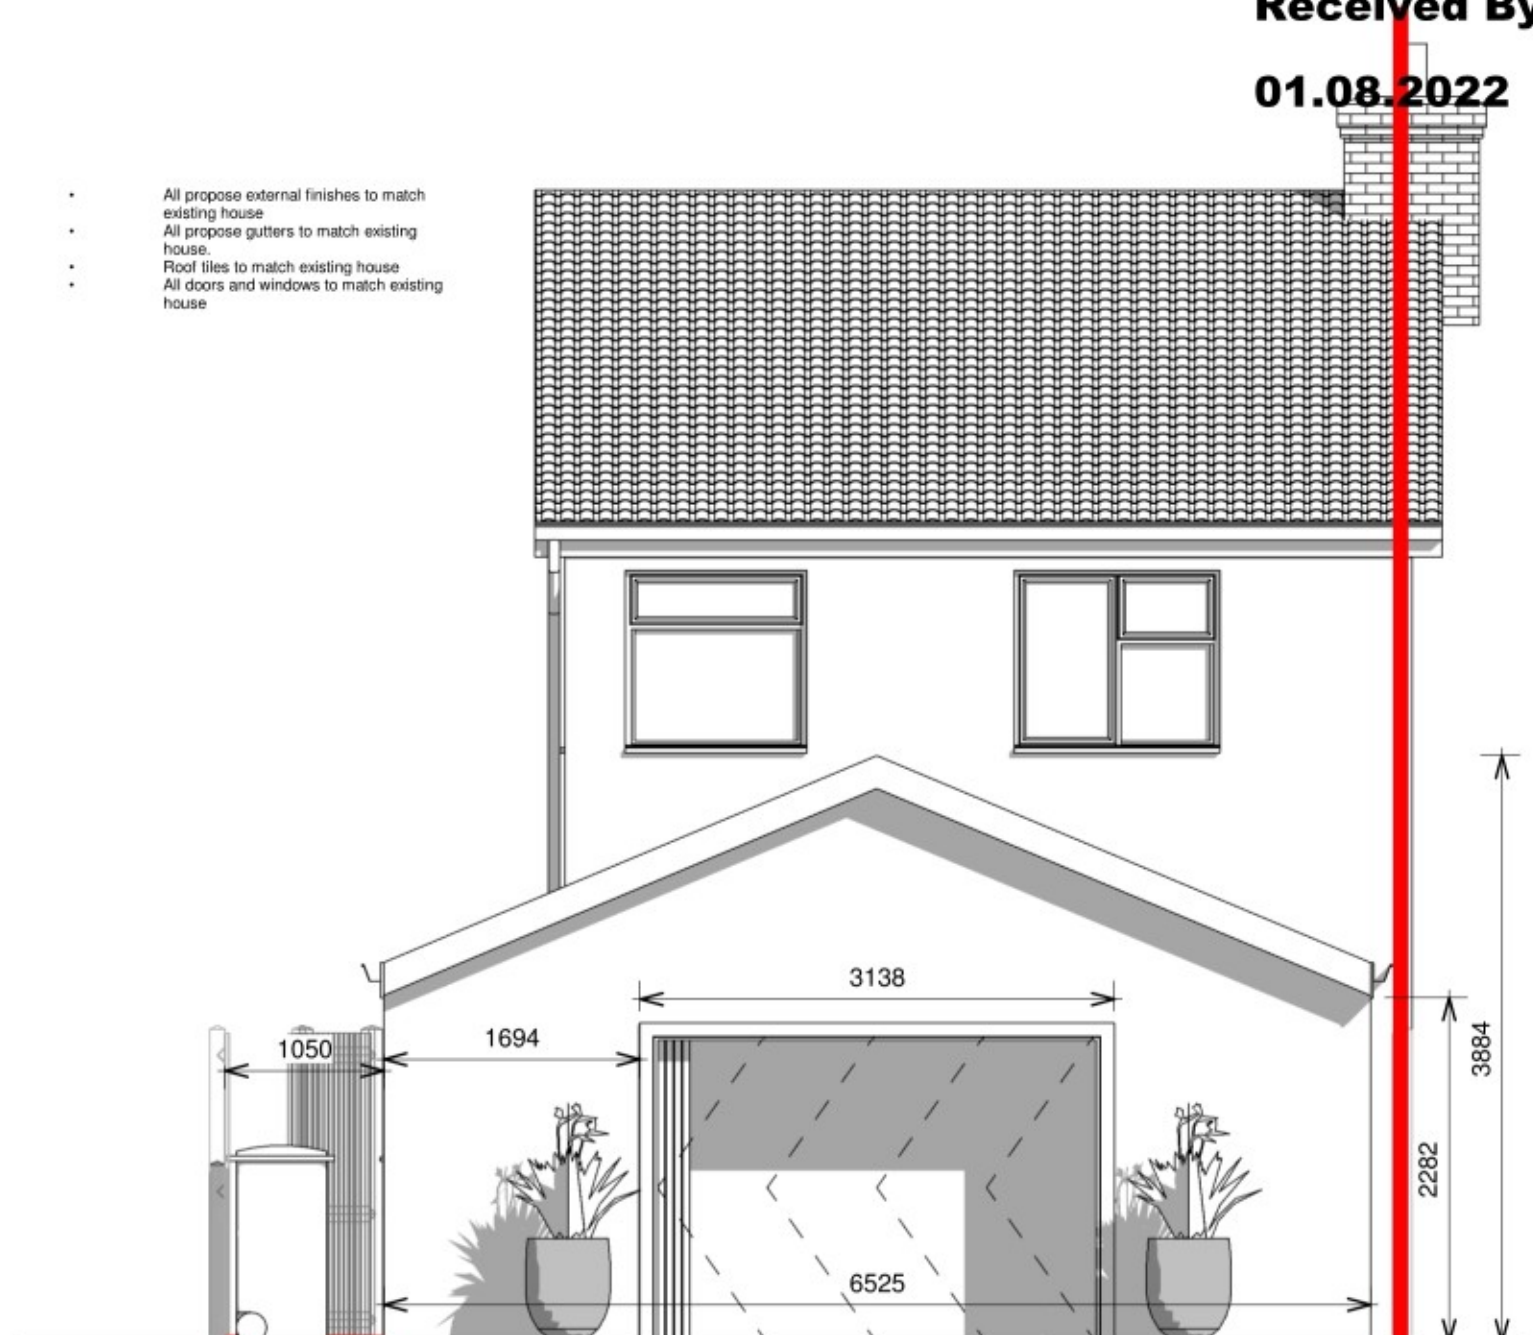 Received By
01.08.2022
• All propose external finishes to match
existing house
• All propose gutters to match existing
house.
• Roof tiles to match existing house
• All doors and windows to match existing
house
3138
1694
1050
3884
2282
6525